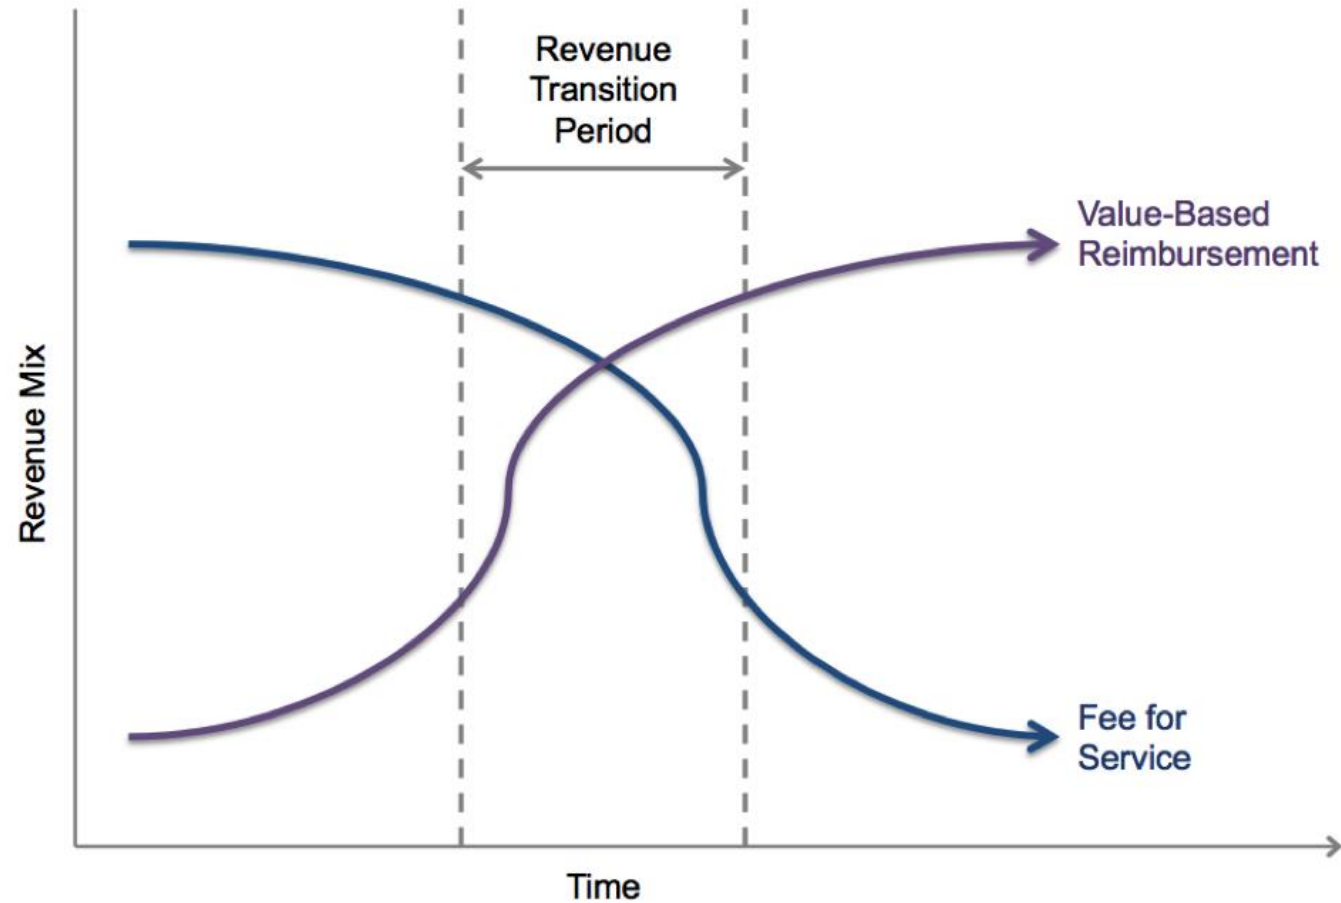 Revenue
Transition
Period
Value-Based
Reimbursement
Revenue Mix
Fee for
Service
Time